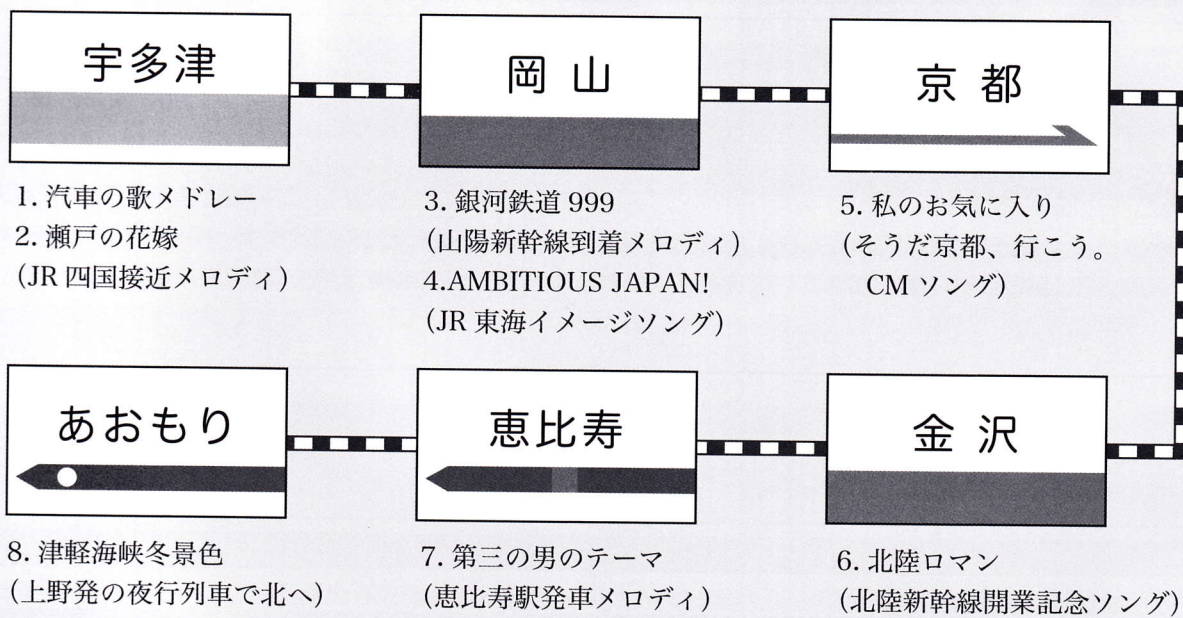 宇多津
1. 汽車の歌メドレー
2. 瀬戸の花嫁
(JR 四国接近メロディ)
岡 山
3. 銀河鉄道 999
(山陽新幹線到着メロディ)
4.AMBITIOUS JAPAN!
(JR 東海イメージソング)
京 都
5. 私のお気に入り
(そうだ京都、行こう。
CM ソング)
金 沢
6. 北陸ロマン
(北陸新幹線開業記念ソング)
恵比寿
7. 第三の男のテーマ
(恵比寿駅発車メロディ)
あおもり
8. 津軽海峡冬景色
(上野発の夜行列車で北へ)